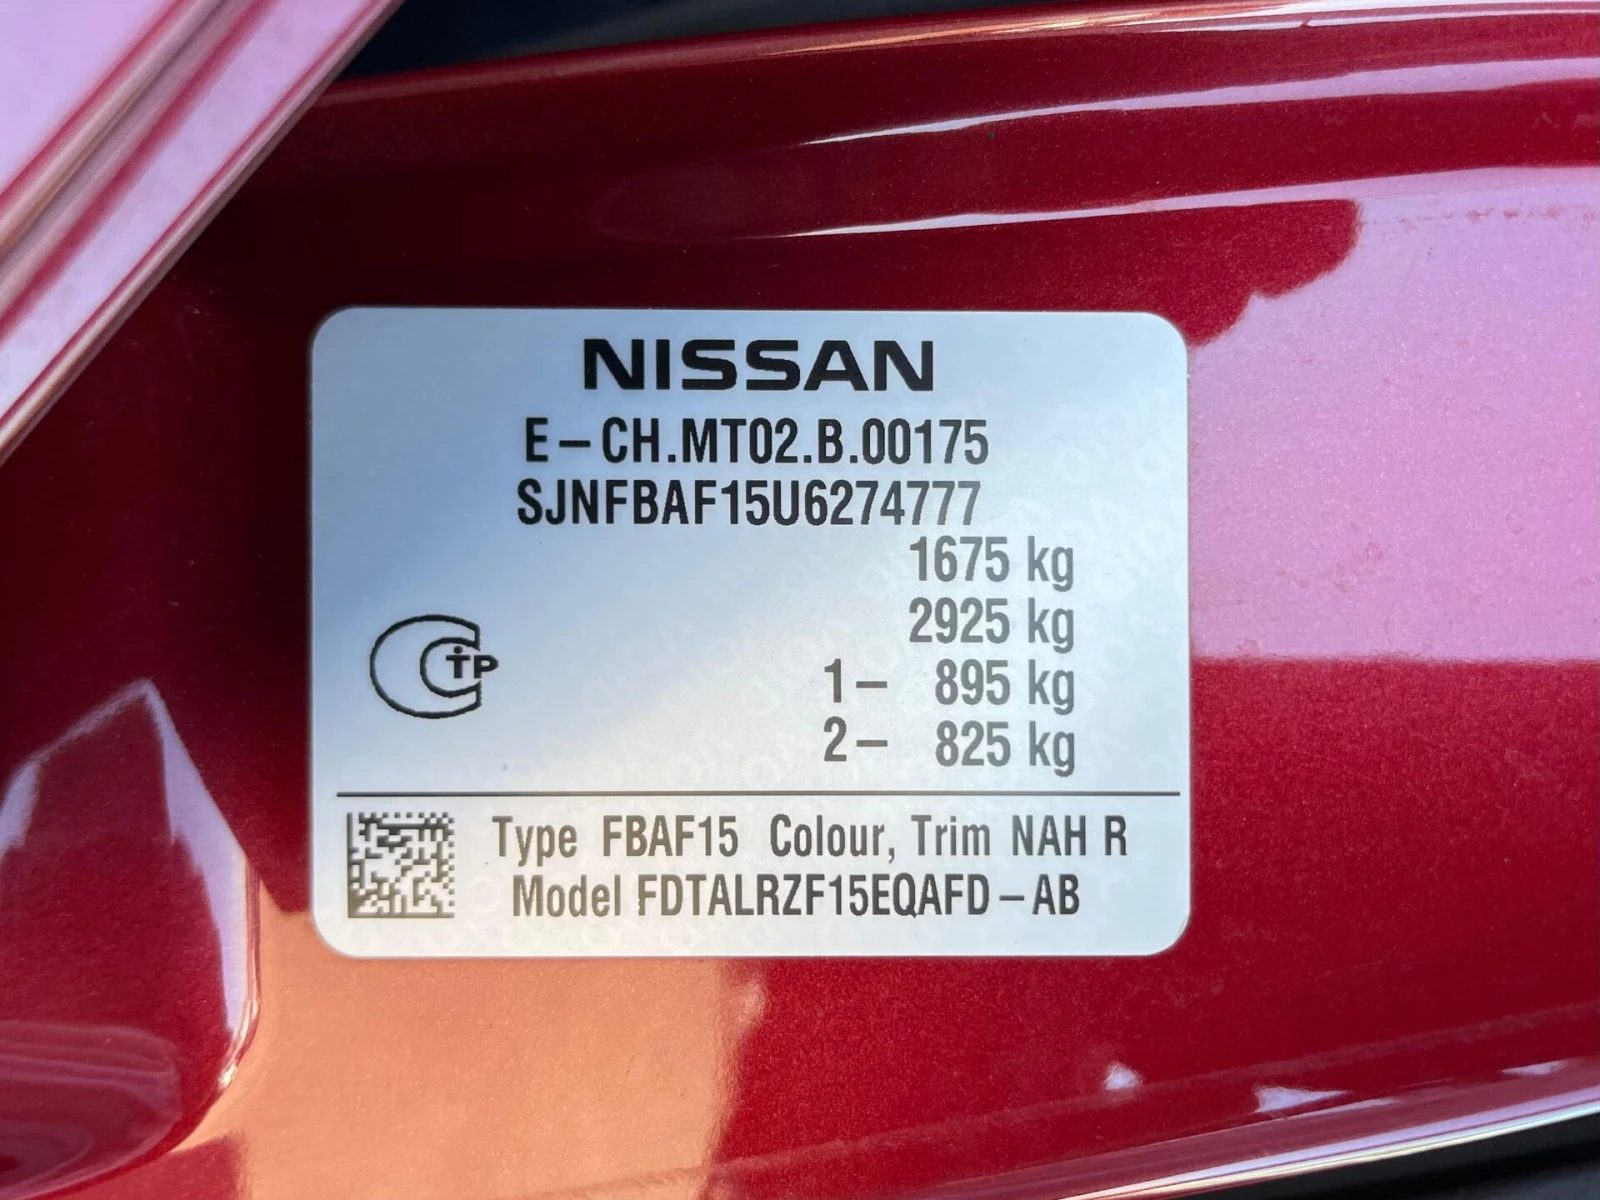 NISSAN
E – CH.MT02.B.00175
SJNFBAF15U6274777
1675 kg
2925 kg
1 – 895 kg
2 – 825 kg
Type FBAF15 Colour, Trim NAH R
Model FDTALRZF15EQAFD – AB